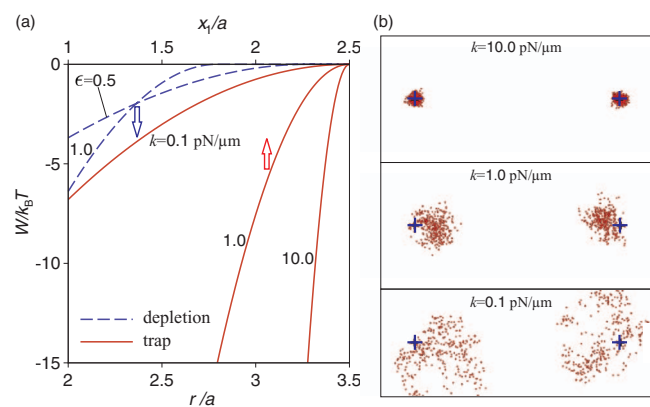 (a)
x₁/a
1 1.5 2 2.5
0
ϵ=0.5
1.0
k=0.1 pN/µm
-5
W/k_BT
1.0
10.0
-10
depletion
trap
-15
2 2.5 3 3.5
r/a
(b)
k=10.0 pN/µm
k=1.0 pN/µm
k=0.1 pN/µm